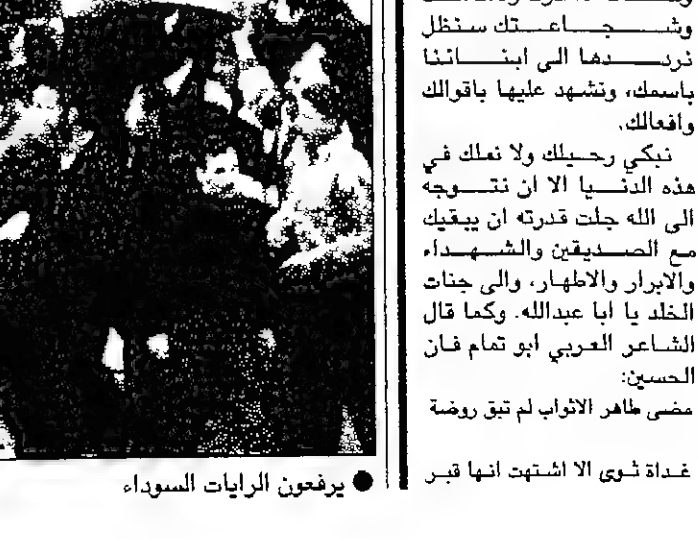 وشجاعتك سنظل
نرددها الى ابنائنا
باسمك، ونشهد عليها باقوالك
وافعالك.
نبكي رحيلك ولا نملك في
هذه الدنيا الا ان نتوجه
الى الله جلت قدرته ان يبقيك
مع الصديقين والشهداء
والابرار والاطهار، والى جنات
الخلد يا ابا عبدالله. وكما قال
الشاعر العربي ابو تمام فان
الحسين:
مضى طاهر الاثواب لم تبق روضة
غداة ثوى الا اشتهت انها قبر
● يرفعون الرايات السوداء